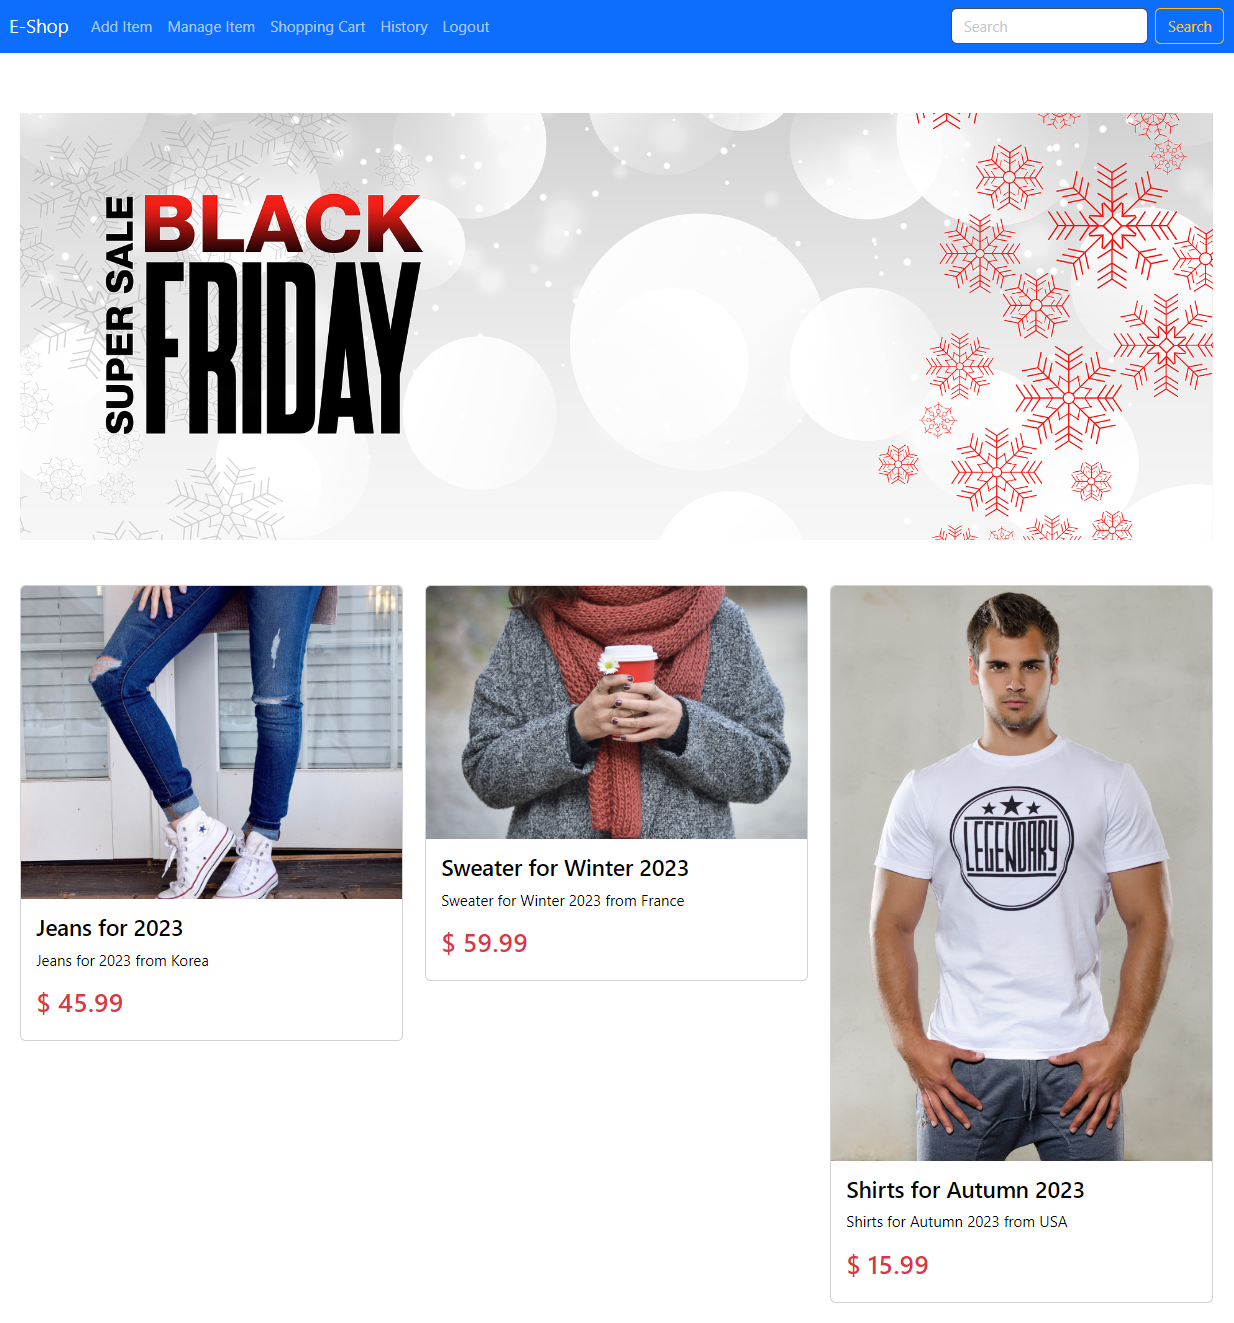 E-Shop Add Item Manage Item Shopping Cart History Logout Search Search
SUPER SALE
BLACK
FRIDAY
LEGENDARY
Jeans for 2023
Jeans for 2023 from Korea
$ 45.99
Sweater for Winter 2023
Sweater for Winter 2023 from France
$ 59.99
Shirts for Autumn 2023
Shirts for Autumn 2023 from USA
$ 15.99